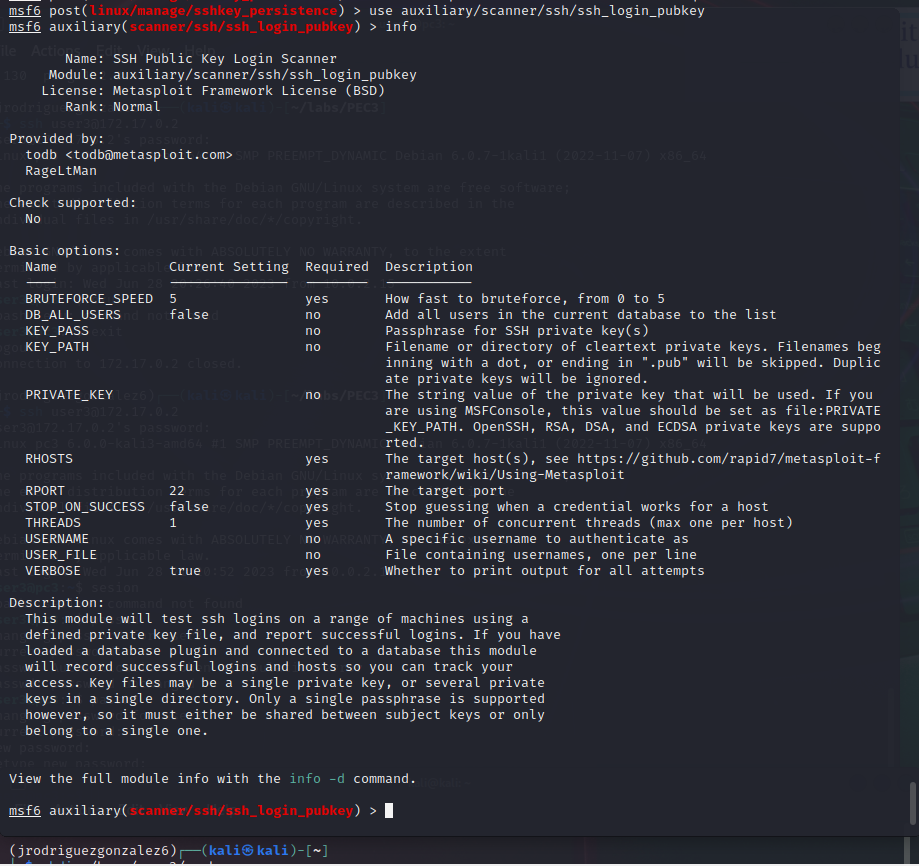 msf6 post(linux/manage/sshkey_persistence) > use auxiliary/scanner/ssh/ssh_login_pubkey
msf6 auxiliary(scanner/ssh/ssh_login_pubkey) > info
Name: SSH Public Key Login Scanner
Module: auxiliary/scanner/ssh/ssh_login_pubkey
License: Metasploit Framework License (BSD)
Rank: Normal
Provided by:
todb <todb@metasploit.com>
RageLtMan
Check supported:
No
Basic options:
Name Current Setting Required Description
BRUTEFORCE_SPEED 5 yes How fast to bruteforce, from 0 to 5
DB_ALL_USERS false no Add all users in the current database to the list
KEY_PASS no Passphrase for SSH private key(s)
KEY_PATH no Filename or directory of cleartext private keys. Filenames beg
inning with a dot, or ending in ".pub" will be skipped. Duplic
ate private keys will be ignored.
PRIVATE_KEY no The string value of the private key that will be used. If you
are using MSFConsole, this value should be set as file:PRIVATE
_KEY_PATH. OpenSSH, RSA, DSA, and ECDSA private keys are suppo
rted.
RHOSTS yes The target host(s), see https://github.com/rapid7/metasploit-f
ramework/wiki/Using-Metasploit
RPORT 22 yes The target port
STOP_ON_SUCCESS false yes Stop guessing when a credential works for a host
THREADS 1 yes The number of concurrent threads (max one per host)
USERNAME no A specific username to authenticate as
USER_FILE no File containing usernames, one per line
VERBOSE true yes Whether to print output for all attempts
Description:
This module will test ssh logins on a range of machines using a
defined private key file, and report successful logins. If you have
loaded a database plugin and connected to a database this module
will record successful logins and hosts so you can track your
access. Key files may be a single private key, or several private
keys in a single directory. Only a single passphrase is supported
however, so it must either be shared between subject keys or only
belong to a single one.
View the full module info with the info -d command.
msf6 auxiliary(scanner/ssh/ssh_login_pubkey) >
(jrodriguezgonzalez6)┌──(kali㉿kali)-[~]